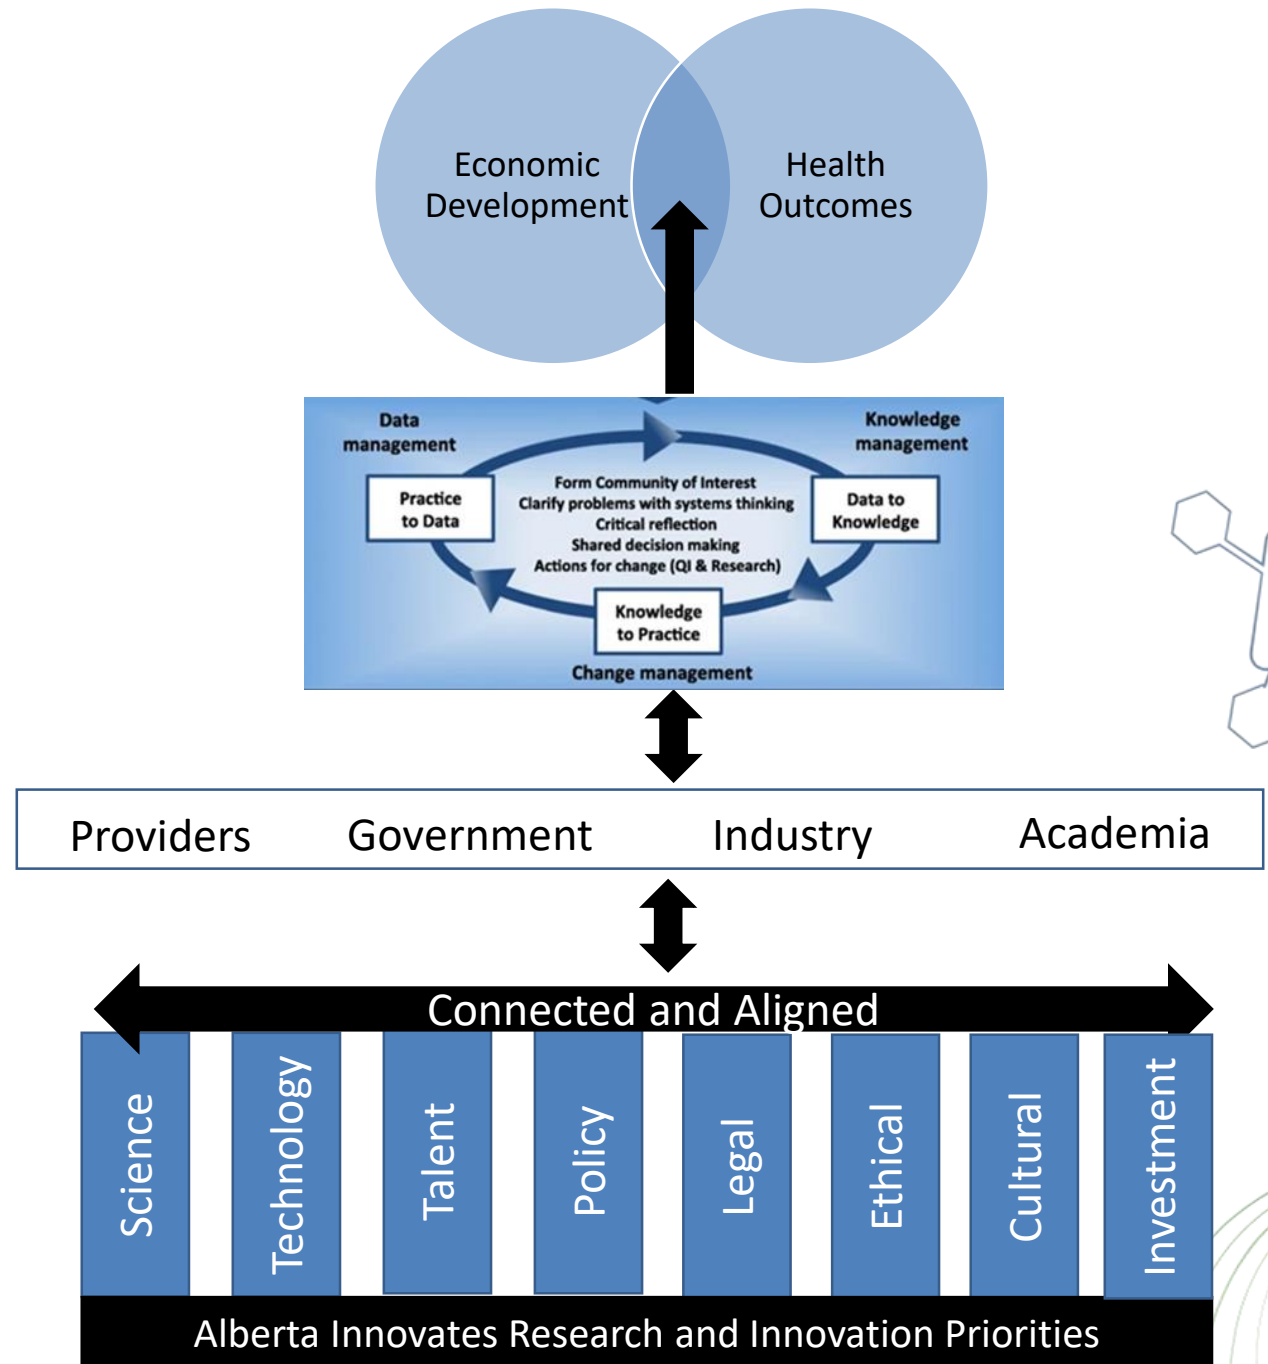 Economic
Development
Health
Outcomes
Data
management
Knowledge
management
Practice
to Data
Form Community of Interest
Clarify problems with systems thinking
Critical reflection
Shared decision making
Actions for change (QI & Research)
Data to
Knowledge
Knowledge
to Practice
Change management
Providers
Government
Industry
Academia
Connected and Aligned
Science
Technology
Talent
Policy
Legal
Ethical
Cultural
Investment
Alberta Innovates Research and Innovation Priorities